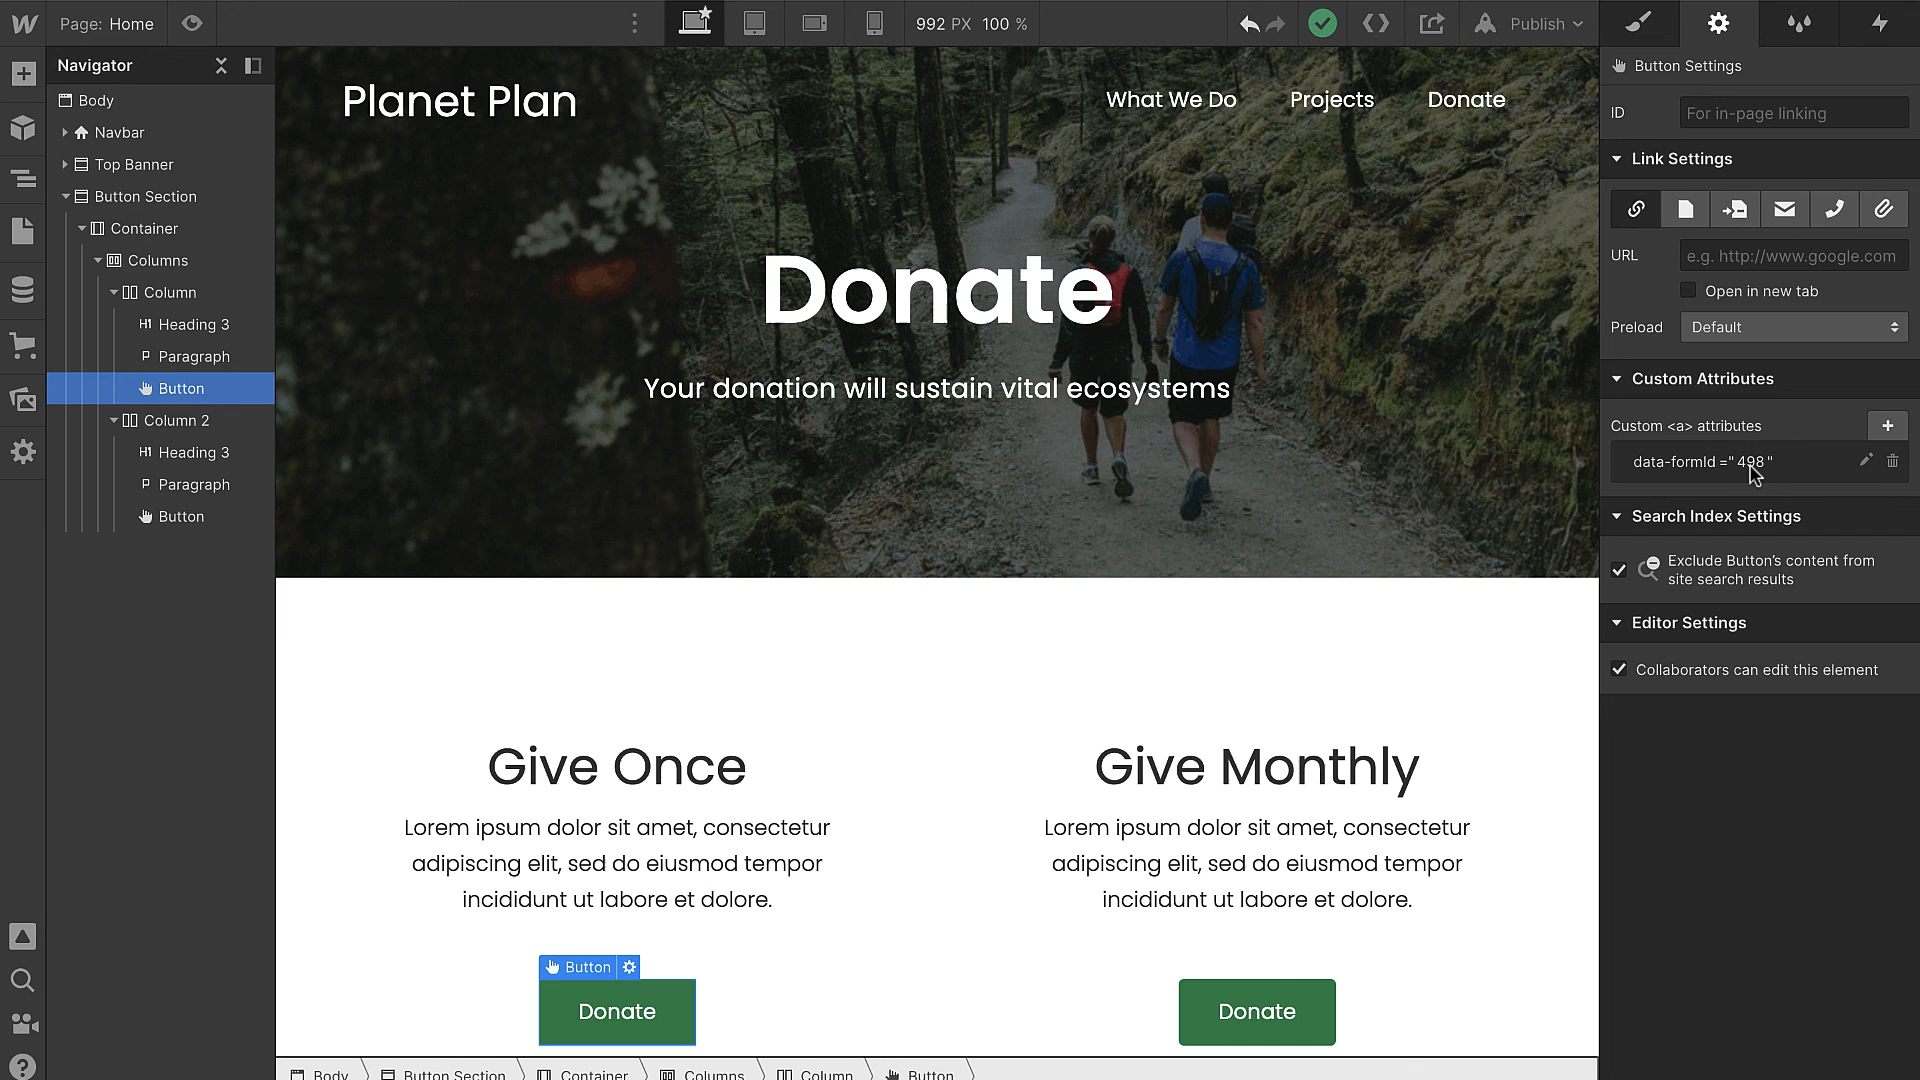 Page: Home
992 PX 100 %
Publish
Navigator
Body
Navbar
Top Banner
Button Section
Container
Columns
Column
H1 Heading 3
P Paragraph
Button
Column 2
H1 Heading 3
P Paragraph
Button
Planet Plan
What We Do
Projects
Donate
Donate
Your donation will sustain vital ecosystems
Give Once
Lorem ipsum dolor sit amet, consectetur
adipiscing elit, sed do eiusmod tempor
incididunt ut labore et dolore.
Button
Donate
Give Monthly
Lorem ipsum dolor sit amet, consectetur
adipiscing elit, sed do eiusmod tempor
incididunt ut labore et dolore.
Donate
Body
Button Section
Container
Columns
Column
Button
Button Settings
ID For in-page linking
Link Settings
URL e.g. http://www.google.com
Open in new tab
Preload Default
Custom Attributes
Custom <a> attributes
data-formId =" 498 "
Search Index Settings
Exclude Button's content from
site search results
Editor Settings
Collaborators can edit this element